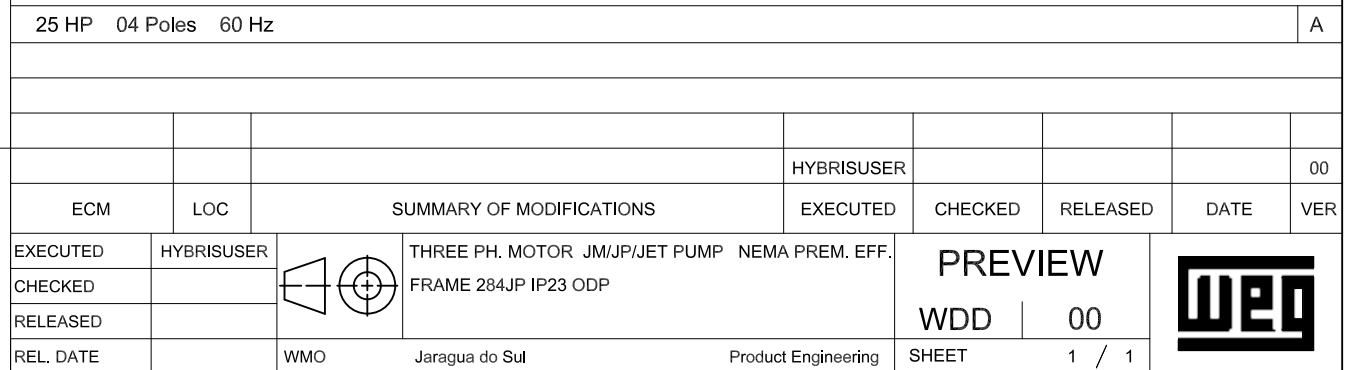 25 HP 04 Poles 60 Hz A
HYBRISUSER 00
ECM LOC SUMMARY OF MODIFICATIONS EXECUTED CHECKED RELEASED DATE VER
EXECUTED HYBRISUSER THREE PH. MOTOR JM/JP/JET PUMP NEMA PREM. EFF. PREVIEW
CHECKED FRAME 284JP IP23 ODP
RELEASED WDD 00
REL. DATE WMO Jaragua do Sul Product Engineering SHEET 1 / 1
weg